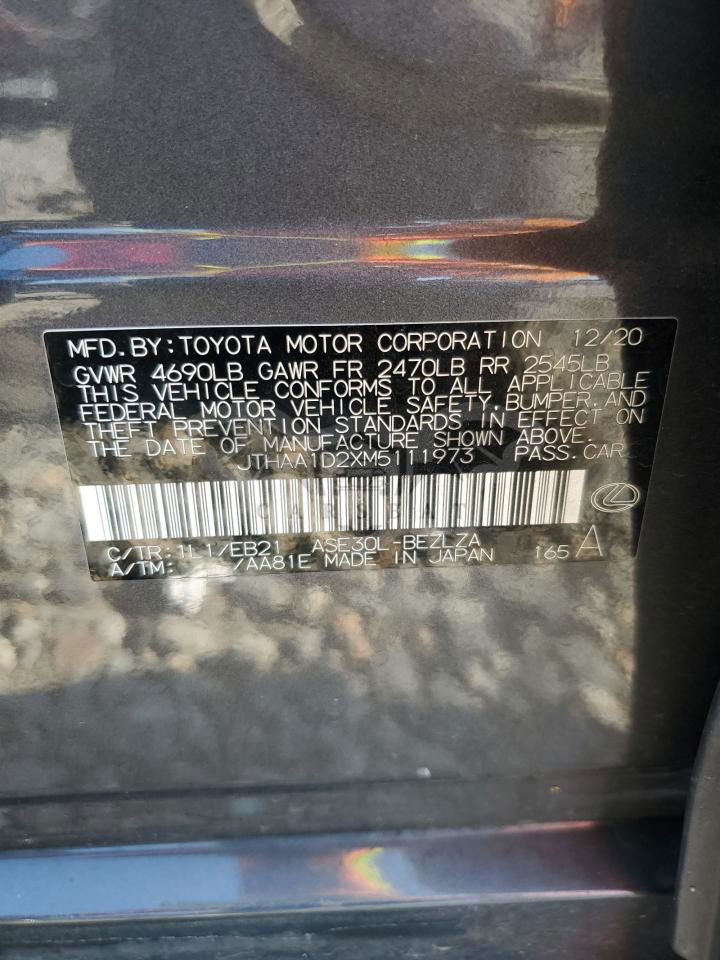 MFD.BY:TOYOTA MOTOR CORPORATION 12/20
GVWR 4690LB GAWR FR 2470LB RR 2545LB
THIS VEHICLE CONFORMS TO ALL APPLICABLE
FEDERAL MOTOR VEHICLE SAFETY,BUMPER,AND
THEFT PREVENTION STANDARDS IN EFFECT ON
THE DATE OF MANUFACTURE SHOWN ABOVE.
JTHAA1D2XM5111973 PASS.CAR
CARSBAT
C/TR:1L1/EB21 ASE30L-BEZLZA 165 A
A/TM: /AA81E MADE IN JAPAN